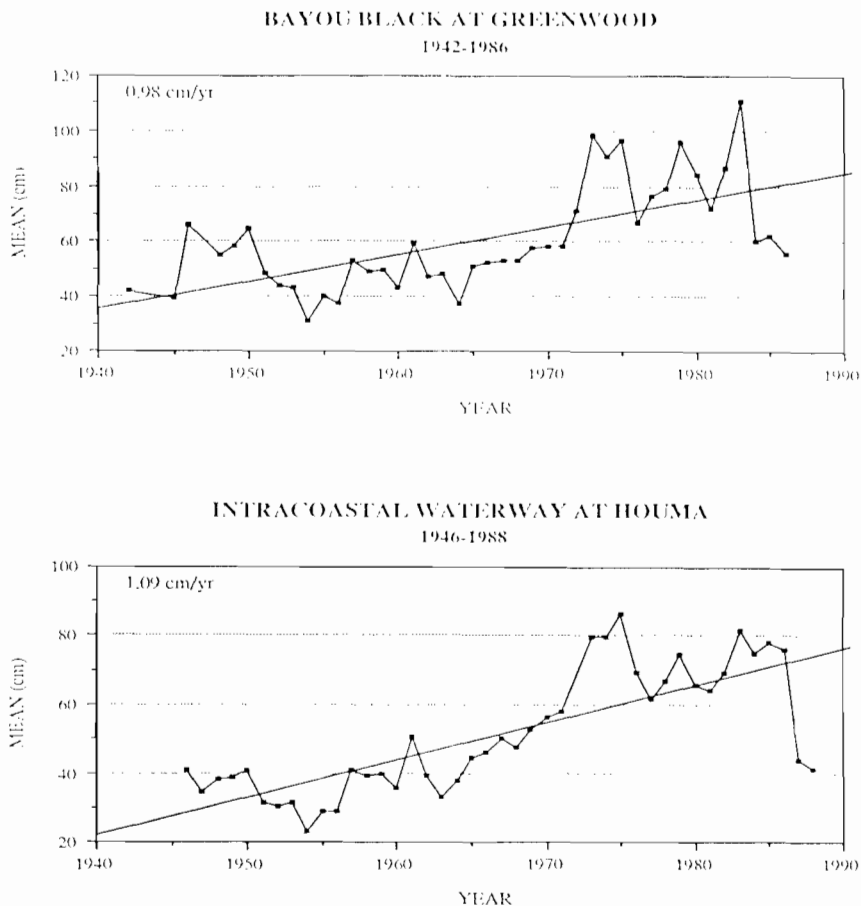 BAYOU BLACK AT GREENWOOD
1942-1986
120
0.98 cm/yr
100
80
MEAN (cm)
60
40
20
1940 1950 1960 1970 1980 1990
YEAR
INTRACOASTAL WATERWAY AT HOUMA
1946-1988
100
1.09 cm/yr
80
MEAN (cm)
60
40
20
1940 1950 1960 1970 1980 1990
YEAR